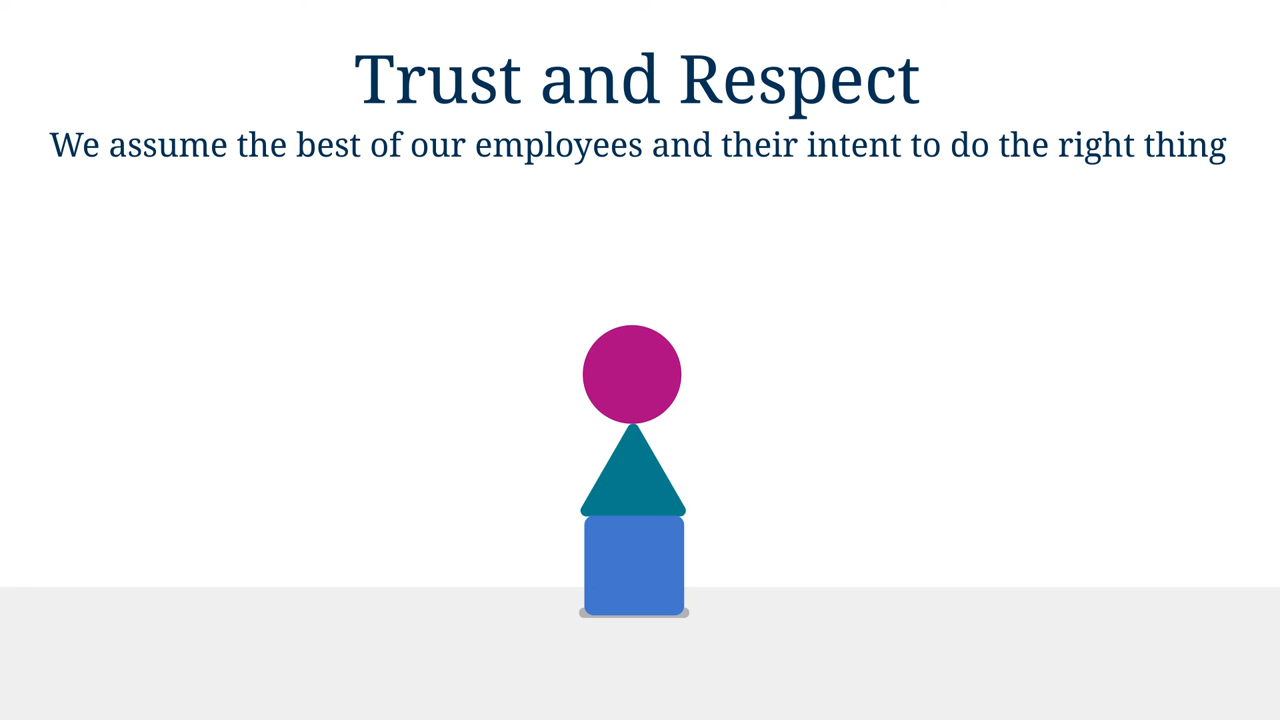 Trust and Respect
We assume the best of our employees and their intent to do the right thing